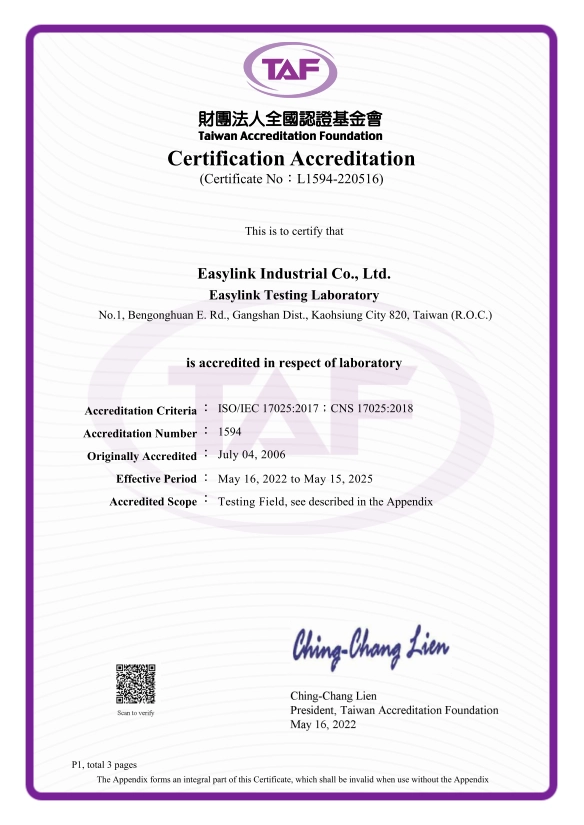 TAF
財團法人全國認證基金會
Taiwan Accreditation Foundation
Certification Accreditation
(Certificate No：L1594-220516)
This is to certify that
Easylink Industrial Co., Ltd.
Easylink Testing Laboratory
No.1, Bengonghuan E. Rd., Gangshan Dist., Kaohsiung City 820, Taiwan (R.O.C.)
is accredited in respect of laboratory
TAF
Accreditation Criteria：ISO/IEC 17025:2017；CNS 17025:2018
Accreditation Number：1594
Originally Accredited：July 04, 2006
Effective Period：May 16, 2022 to May 15, 2025
Accredited Scope：Testing Field, see described in the Appendix
Ching-Chang Lien
Scan to verify
Ching-Chang Lien
President, Taiwan Accreditation Foundation
May 16, 2022
P1, total 3 pages
The Appendix forms an integral part of this Certificate, which shall be invalid when use without the Appendix